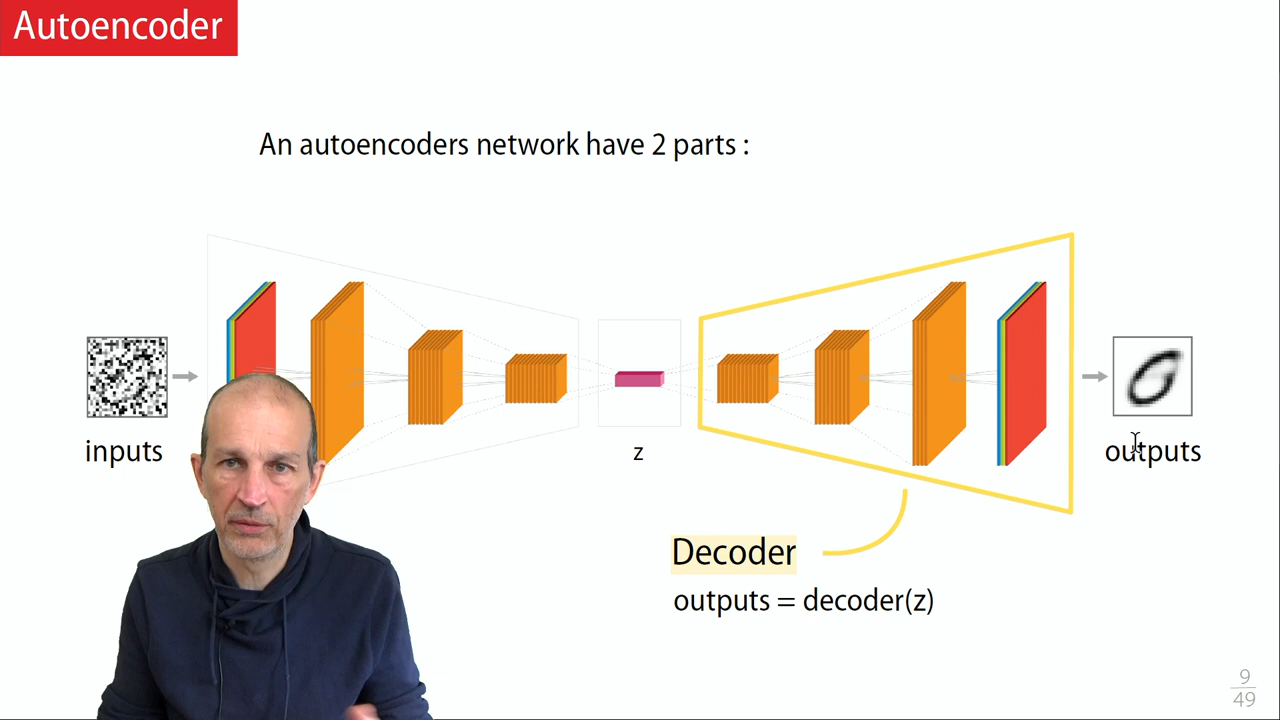 Autoencoder
An autoencoders network have 2 parts :
inputs
z
outputs
Decoder
outputs = decoder(z)
9
49